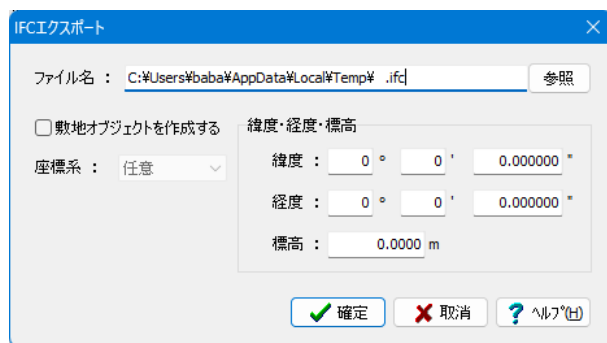 IFCエクスポート
ファイル名 : C:¥Users¥baba¥AppData¥Local¥Temp¥ .ifc 参照
敷地オブジェクトを作成する
座標系 : 任意
緯度・経度・標高
緯度 : 0 ° 0 ' 0.000000 "
経度 : 0 ° 0 ' 0.000000 "
標高 : 0.0000 m
確定 取消 ヘルプ(H)